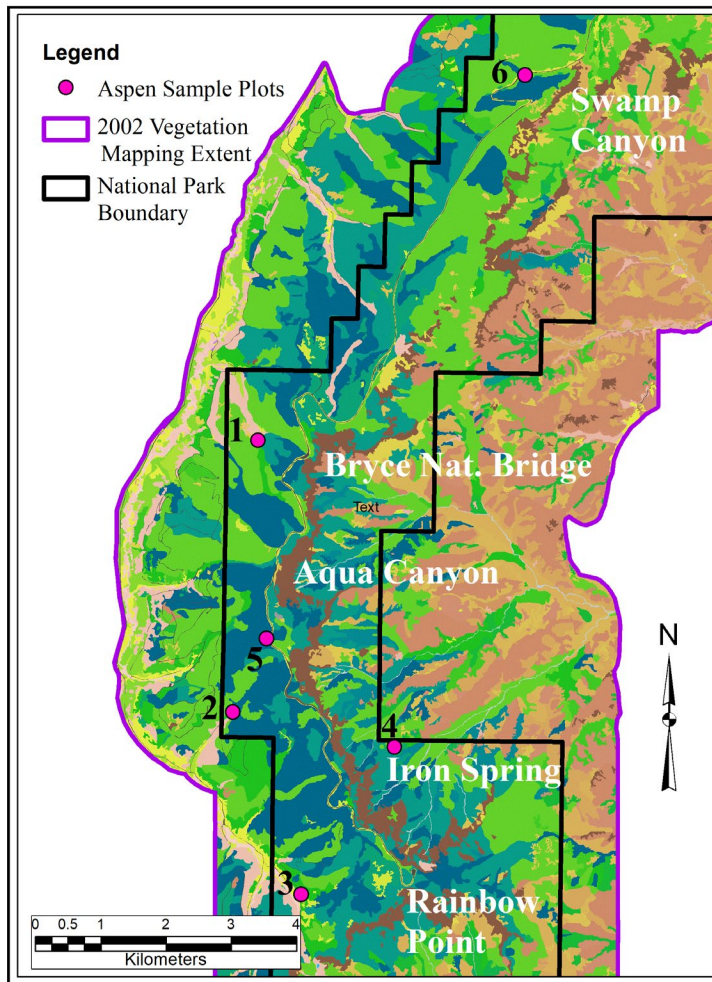 Legend
Aspen Sample Plots
2002 Vegetation
Mapping Extent
National Park
Boundary
6
Swamp
Canyon
1
Bryce Nat. Bridge
Text
Aqua Canyon
5
N
2
4
Iron Spring
3
Rainbow
Point
0 0.5 1 2 3 4
Kilometers